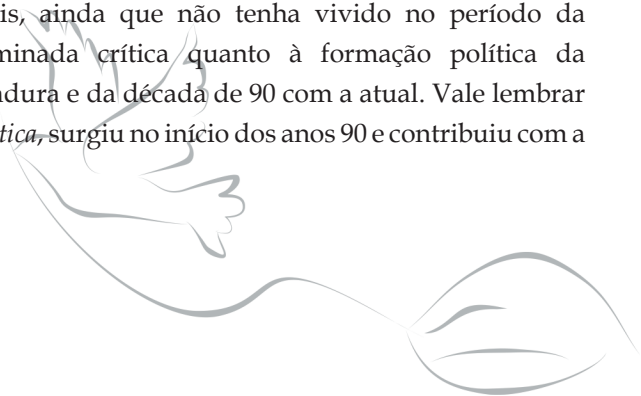 is, ainda que não tenha vivido no período da
minada crítica quanto à formação política da
adura e da década de 90 com a atual. Vale lembrar
tica, surgiu no início dos anos 90 e contribuiu com a